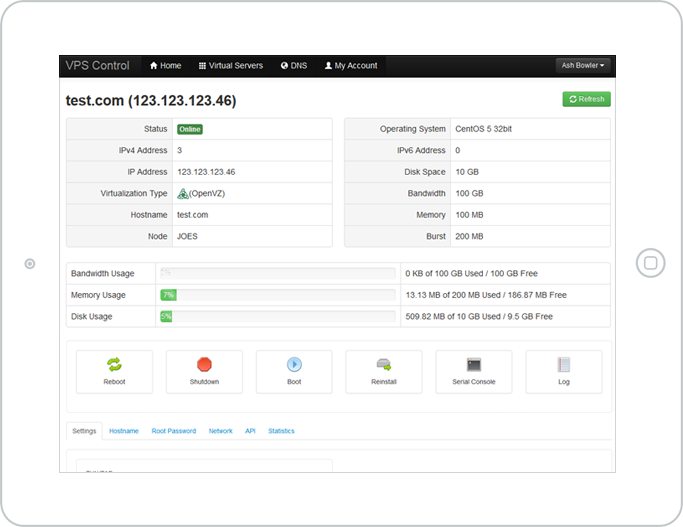 VPS Control Home Virtual Servers DNS My Account Ash Bowler
test.com (123.123.123.46) Refresh
Status Online Operating System CentOS 5 32bit
IPv4 Address 3 IPv6 Address 0
IP Address 123.123.123.46 Disk Space 10 GB
Virtualization Type (OpenVZ) Bandwidth 100 GB
Hostname test.com Memory 100 MB
Node JOES Burst 200 MB
Bandwidth Usage 0 KB of 100 GB Used / 100 GB Free
Memory Usage 7% 13.13 MB of 200 MB Used / 186.87 MB Free
Disk Usage 5% 509.82 MB of 10 GB Used / 9.5 GB Free
Reboot Shutdown Boot Reinstall Serial Console Log
Settings Hostname Root Password Network API Statistics